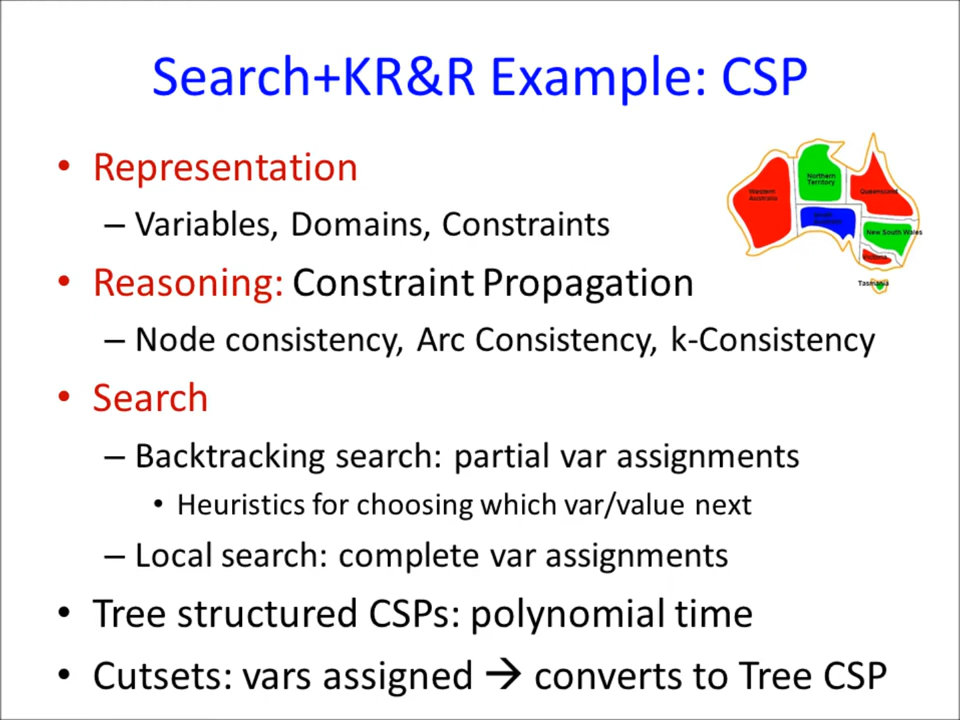 Search+KR&R Example: CSP
• Representation
– Variables, Domains, Constraints
• Reasoning: Constraint Propagation
– Node consistency, Arc Consistency, k-Consistency
• Search
– Backtracking search: partial var assignments
• Heuristics for choosing which var/value next
– Local search: complete var assignments
• Tree structured CSPs: polynomial time
• Cutsets: vars assigned → converts to Tree CSP
Western
Australia
Northern
Territory
Queensland
South
Australia
New South Wales
Victoria
Tasmania